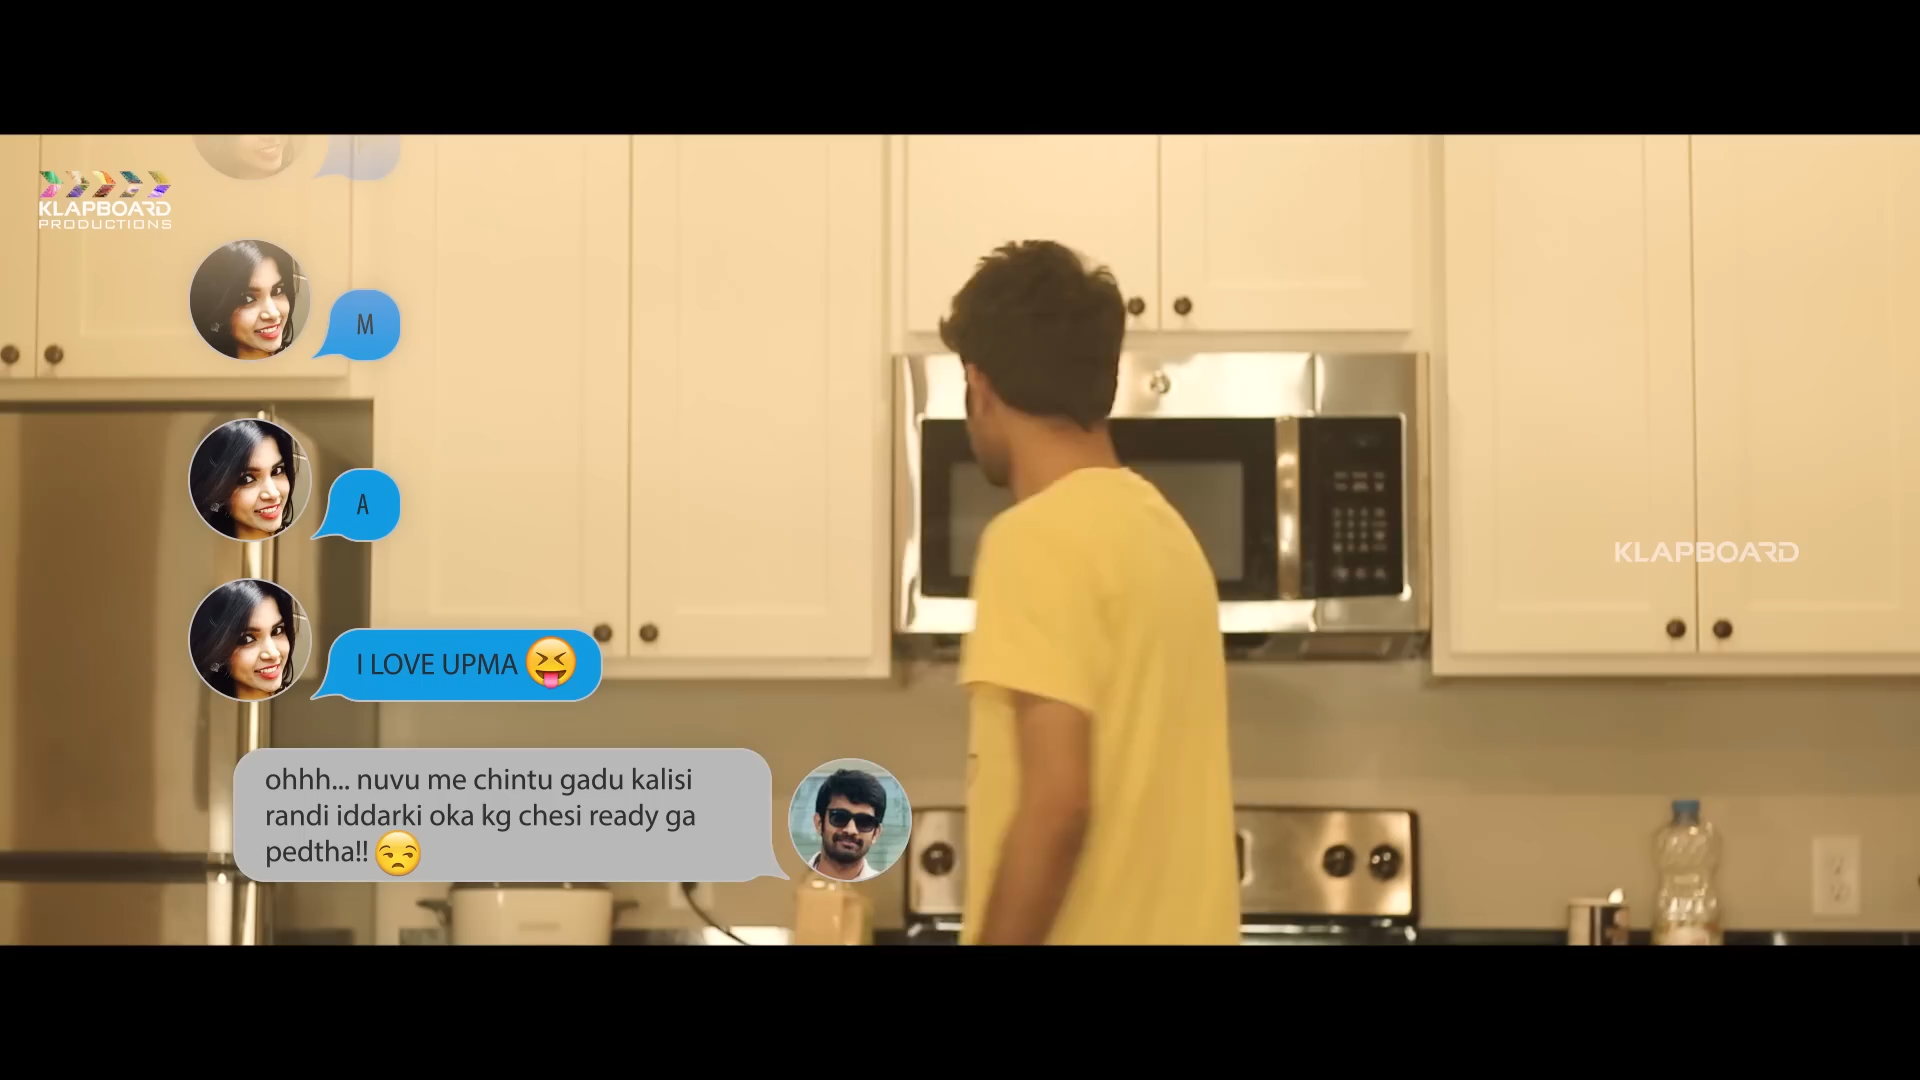 KLAPBOARD
PRODUCTIONS
M
A
I LOVE UPMA
ohhh... nuvu me chintu gadu kalisi
randi iddarki oka kg chesi ready ga
pedtha!!
KLAPBOARD